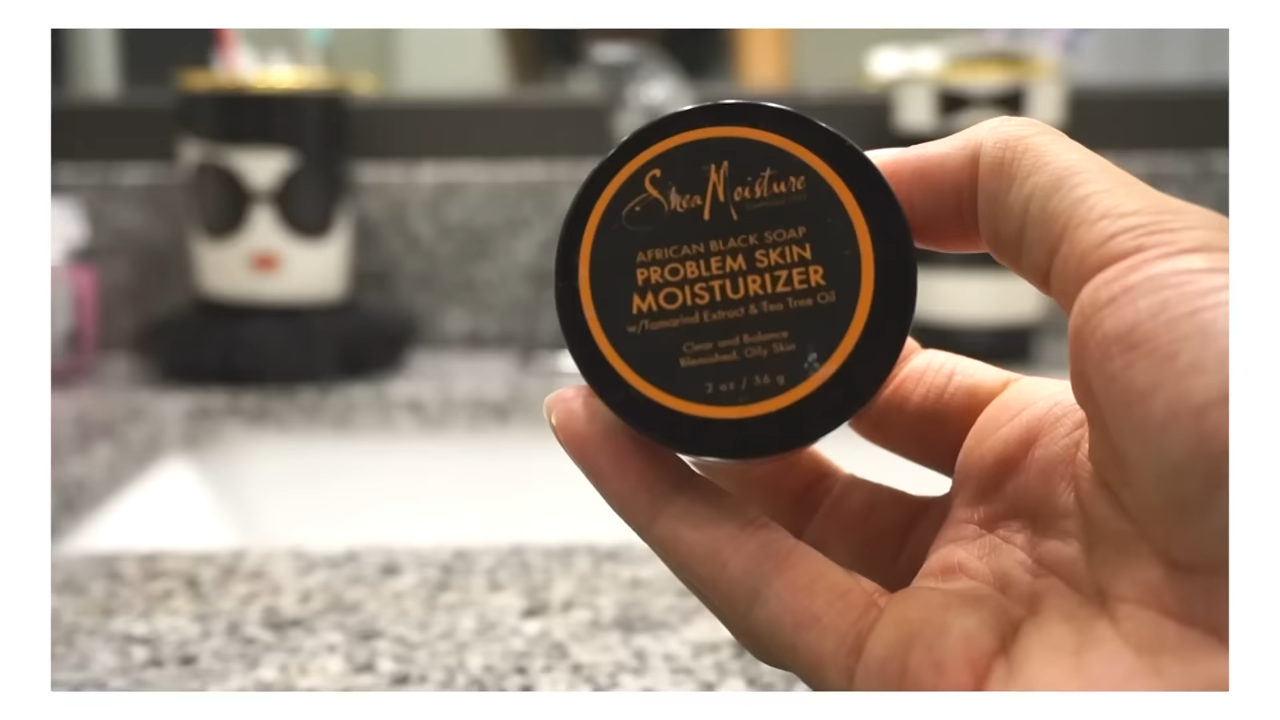 SheaMoisture
AFRICAN BLACK SOAP
PROBLEM SKIN
MOISTURIZER
w/Tamarind Extract & Tea Tree Oil
Clear and Balance
Blemished, Oily Skin
2 oz / 56 g